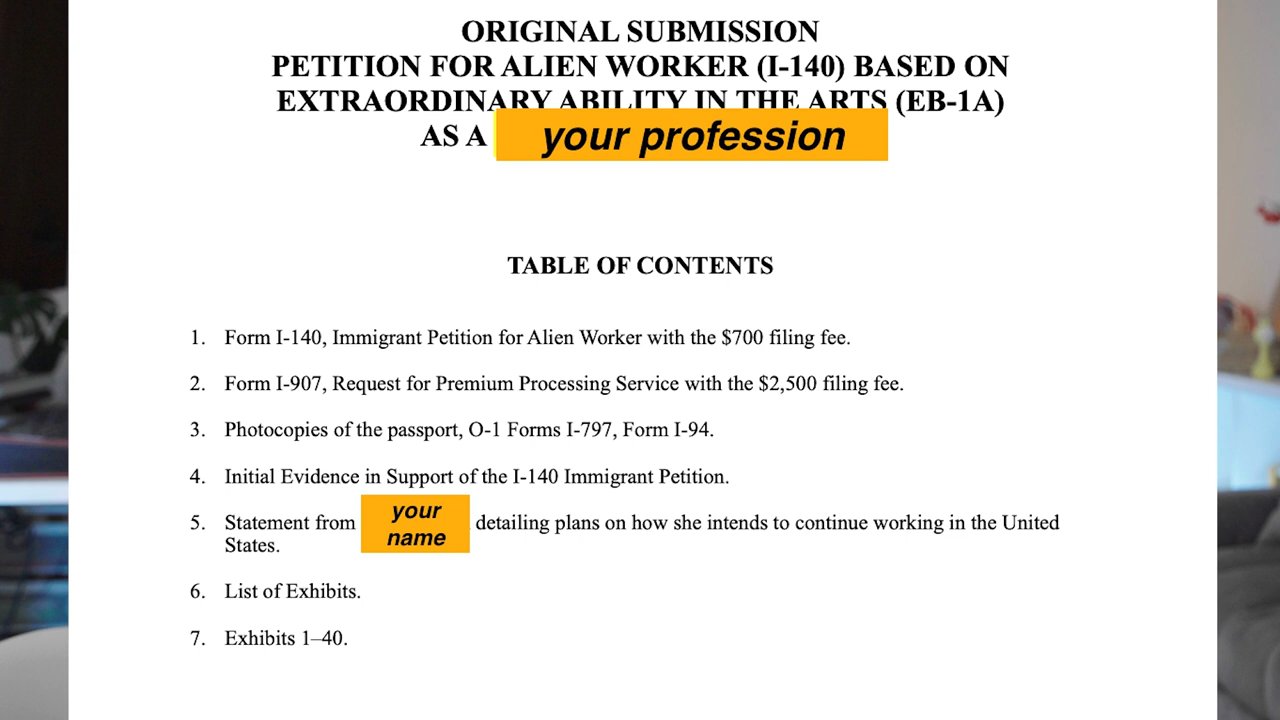 ORIGINAL SUBMISSION
PETITION FOR ALIEN WORKER (I-140) BASED ON
EXTRAORDINARY ABILITY IN THE ARTS (EB-1A)
AS A your profession
TABLE OF CONTENTS
1. Form I-140, Immigrant Petition for Alien Worker with the $700 filing fee.
2. Form I-907, Request for Premium Processing Service with the $2,500 filing fee.
3. Photocopies of the passport, O-1 Forms I-797, Form I-94.
4. Initial Evidence in Support of the I-140 Immigrant Petition.
5. Statement from your name detailing plans on how she intends to continue working in the United
States.
6. List of Exhibits.
7. Exhibits 1–40.